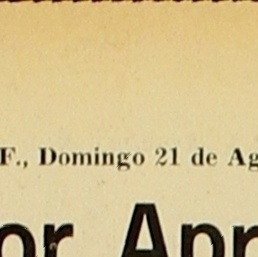 F., Domingo 21 de Ag
or Apr